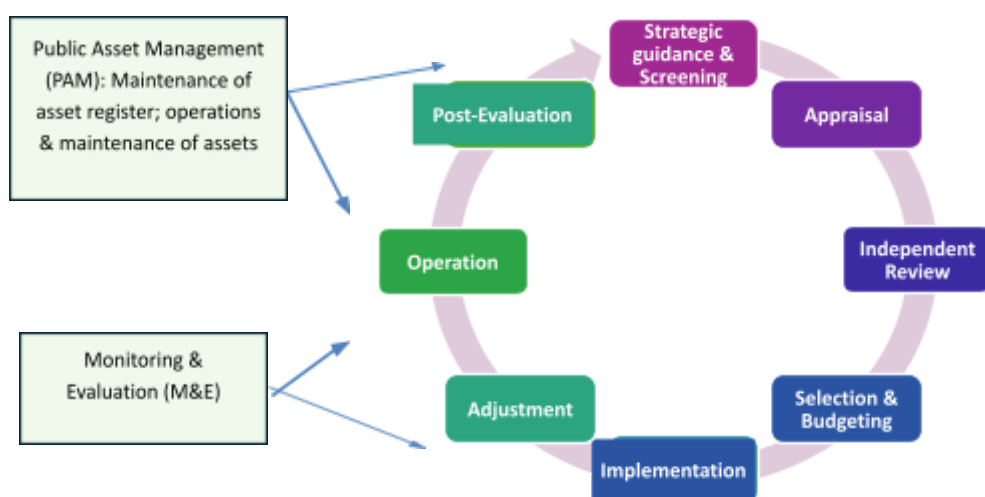 Public Asset Management
(PAM): Maintenance of
asset register; operations
& maintenance of assets
Monitoring &
Evaluation (M&E)
Strategic
guidance &
Screening
Appraisal
Independent
Review
Selection &
Budgeting
Implementation
Adjustment
Operation
Post-Evaluation